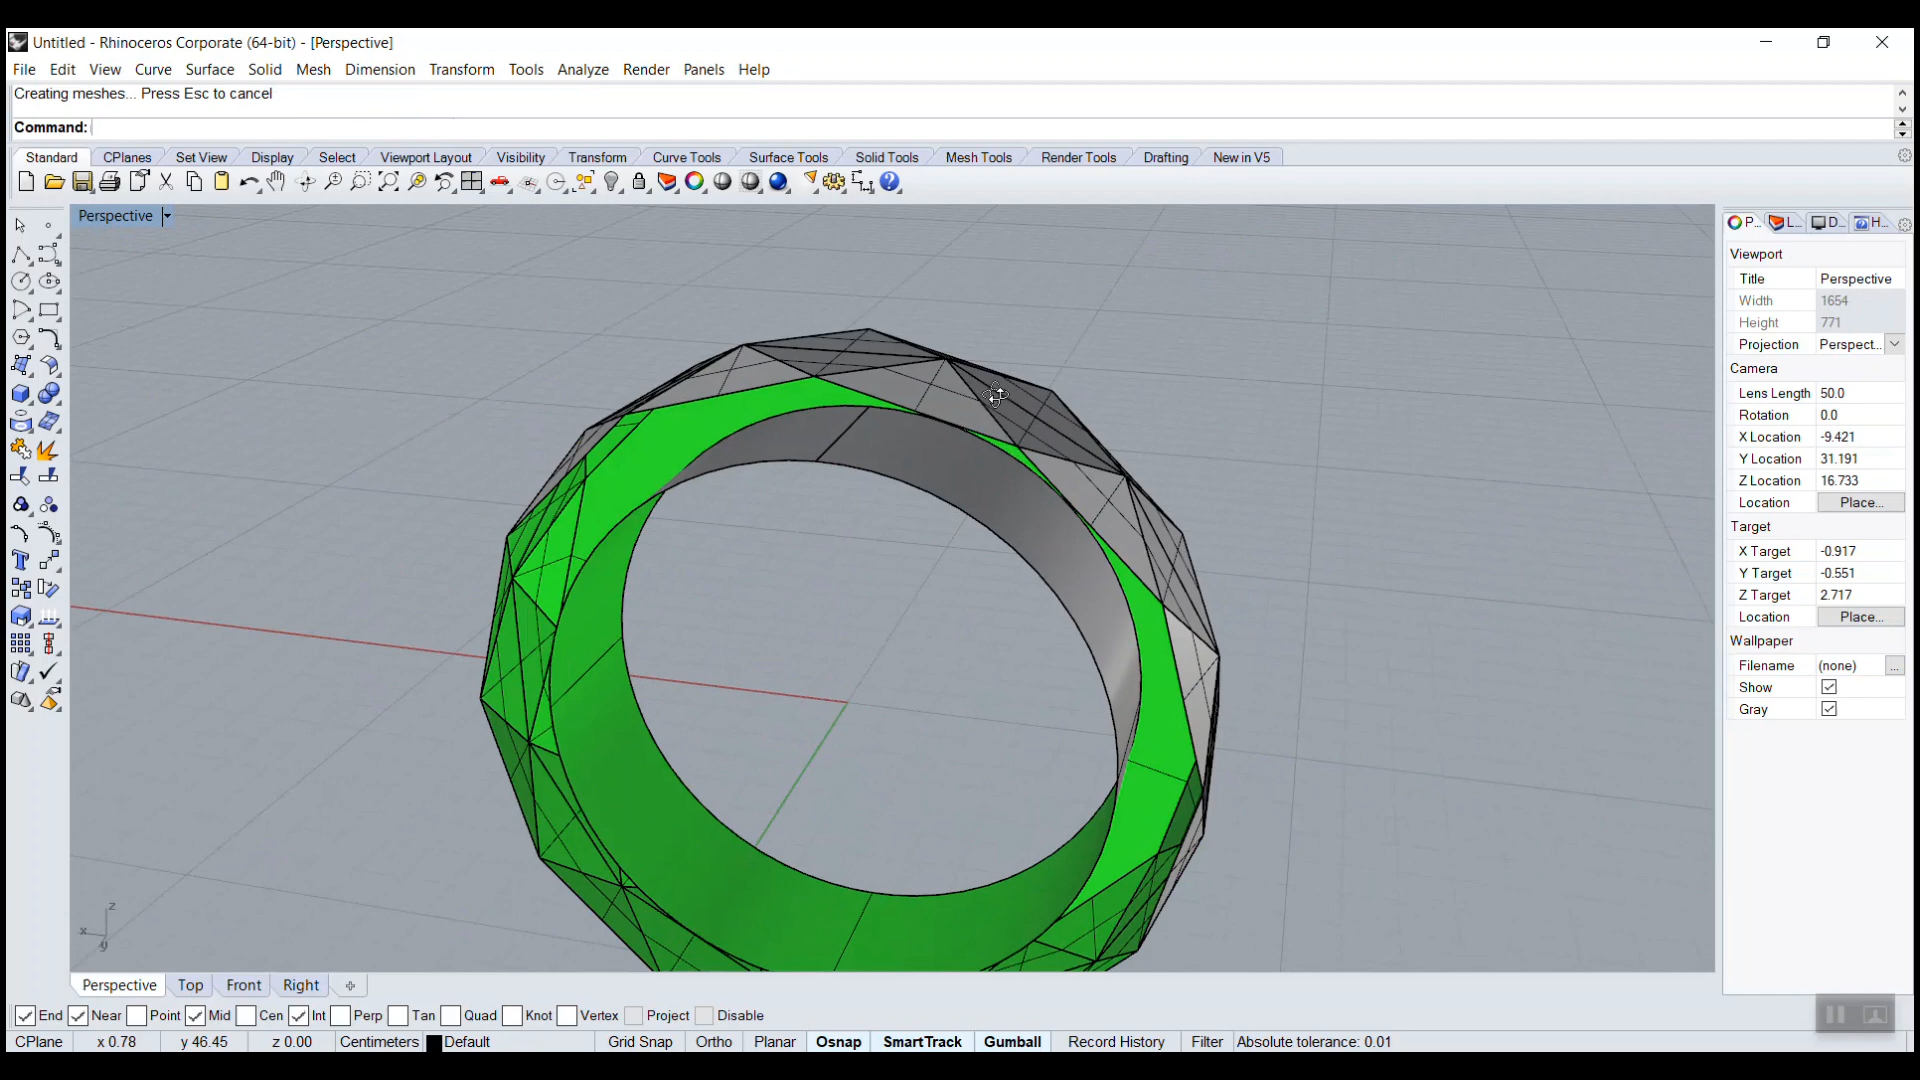 Untitled - Rhinoceros Corporate (64-bit) - [Perspective]
File Edit View Curve Surface Solid Mesh Dimension Transform Tools Analyze Render Panels Help
Creating meshes... Press Esc to cancel
Command:
Standard CPlanes Set View Display Select Viewport Layout Visibility Transform Curve Tools Surface Tools Solid Tools Mesh Tools Render Tools Drafting New in V5
Perspective
P... L... D... H...
Viewport
Title Perspective
Width 1654
Height 771
Projection Perspect...
Camera
Lens Length 50.0
Rotation 0.0
X Location -9.421
Y Location 31.191
Z Location 16.733
Location Place...
Target
X Target -0.917
Y Target -0.551
Z Target 2.717
Location Place...
Wallpaper
Filename (none) ...
Show
Gray
z
x
y
Perspective Top Front Right
End Near Point Mid Cen Int Perp Tan Quad Knot Vertex Project Disable
CPlane x 0.78 y 46.45 z 0.00 Centimeters Default Grid Snap Ortho Planar Osnap SmartTrack Gumball Record History Filter Absolute tolerance: 0.01